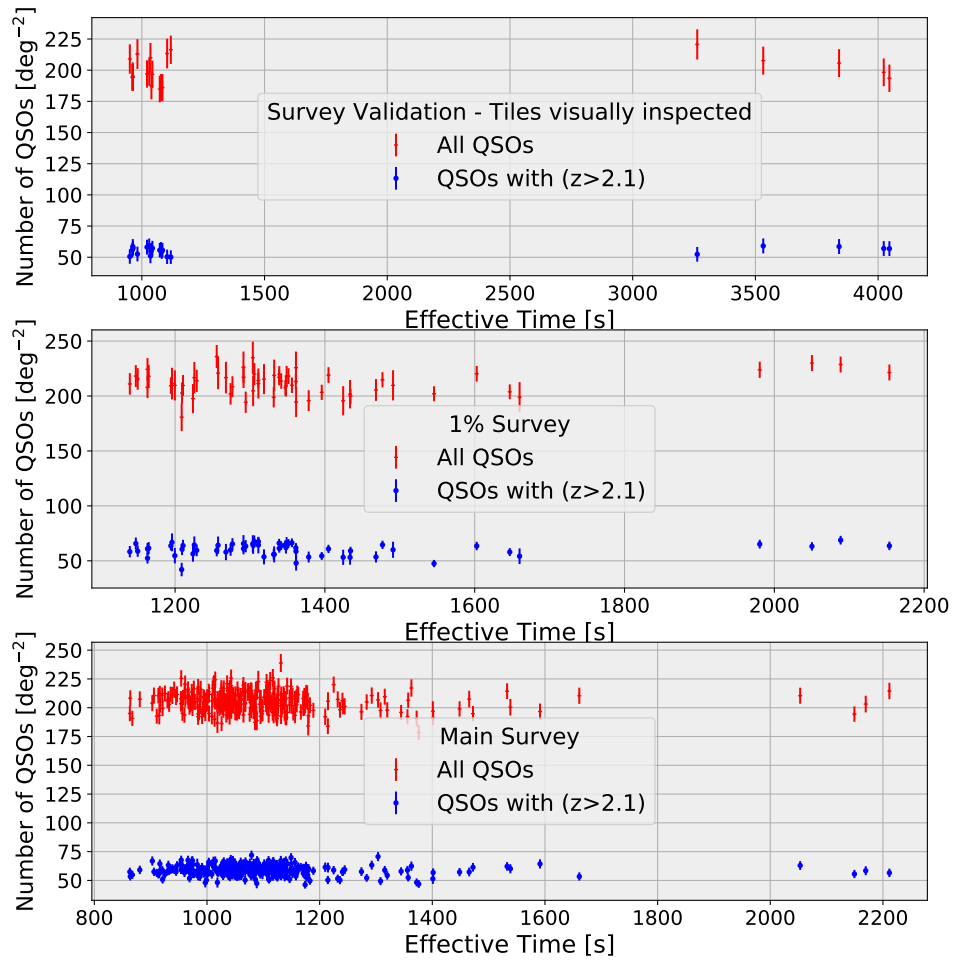 Number of QSOs [deg⁻²]
225
200
175
150
125
100
75
50
Survey Validation - Tiles visually inspected
All QSOs
QSOs with (z>2.1)
1000 1500 2000 2500 3000 3500 4000
Effective Time [s]
Number of QSOs [deg⁻²]
250
200
150
100
50
1% Survey
All QSOs
QSOs with (z>2.1)
1200 1400 1600 1800 2000 2200
Effective Time [s]
Number of QSOs [deg⁻²]
250
225
200
175
150
125
100
75
50
Main Survey
All QSOs
QSOs with (z>2.1)
800 1000 1200 1400 1600 1800 2000 2200
Effective Time [s]